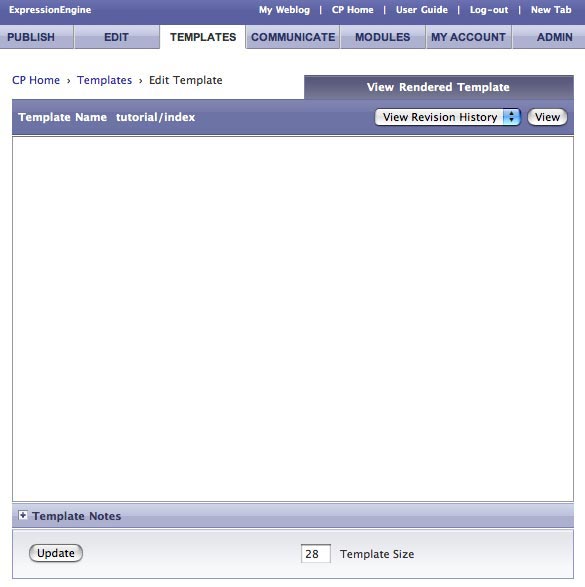 ExpressionEngine My Weblog | CP Home | User Guide | Log-out | New Tab
PUBLISH EDIT TEMPLATES COMMUNICATE MODULES MY ACCOUNT ADMIN
CP Home › Templates › Edit Template
View Rendered Template
Template Name tutorial/index View Revision History View
Template Notes
Update 28 Template Size